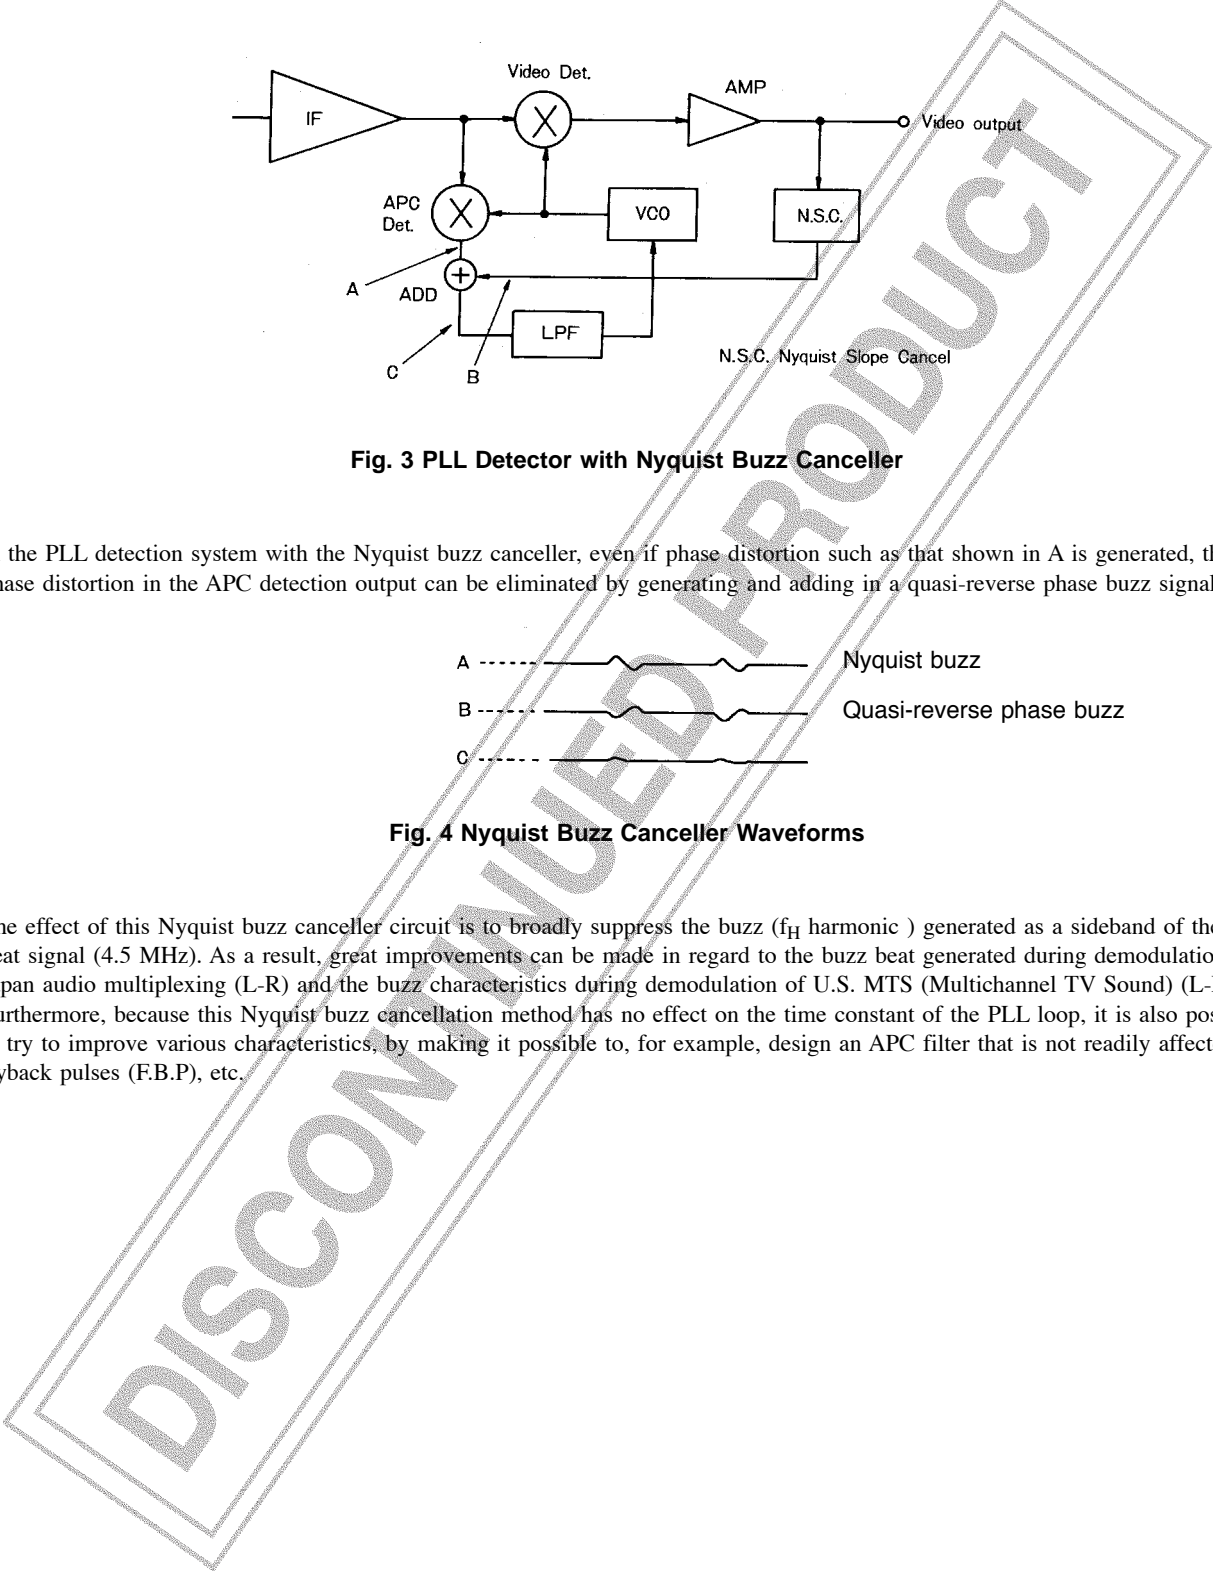 Video Det.
AMP
IF
Video output
APC
Det.
VCO
N.S.C.
A
ADD
LPF
N.S.C. Nyquist Slope Cancel
C
B
Fig. 3 PLL Detector with Nyquist Buzz Canceller
the PLL detection system with the Nyquist buzz canceller, even if phase distortion such as that shown in A is generated, th
hase distortion in the APC detection output can be eliminated by generating and adding in a quasi-reverse phase buzz signal
A Nyquist buzz
B Quasi-reverse phase buzz
C
Fig. 4 Nyquist Buzz Canceller Waveforms
he effect of this Nyquist buzz canceller circuit is to broadly suppress the buzz (fH harmonic ) generated as a sideband of the
eat signal (4.5 MHz). As a result, great improvements can be made in regard to the buzz beat generated during demodulatio
pan audio multiplexing (L-R) and the buzz characteristics during demodulation of U.S. MTS (Multichannel TV Sound) (L-
urthermore, because this Nyquist buzz cancellation method has no effect on the time constant of the PLL loop, it is also pos
try to improve various characteristics, by making it possible to, for example, design an APC filter that is not readily affect
yback pulses (F.B.P), etc.
DISCONTINUED PRODUCT